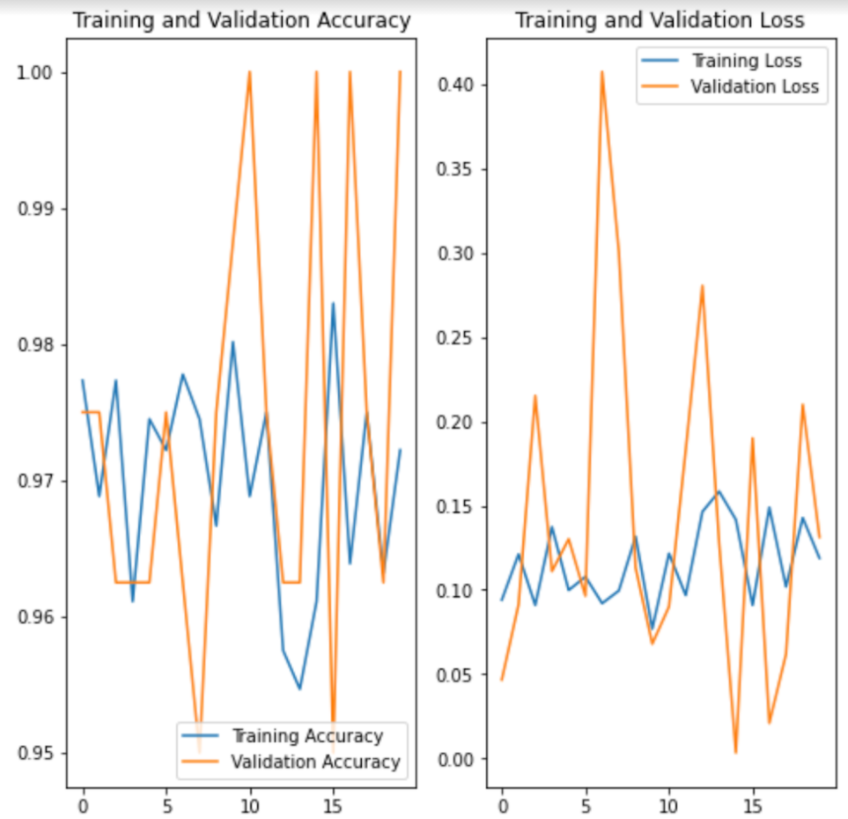 Training and Validation Accuracy
1.00
0.99
0.98
0.97
0.96
0.95
Training Accuracy
Validation Accuracy
0 5 10 15
Training and Validation Loss
Training Loss
Validation Loss
0.40
0.35
0.30
0.25
0.20
0.15
0.10
0.05
0.00
0 5 10 15